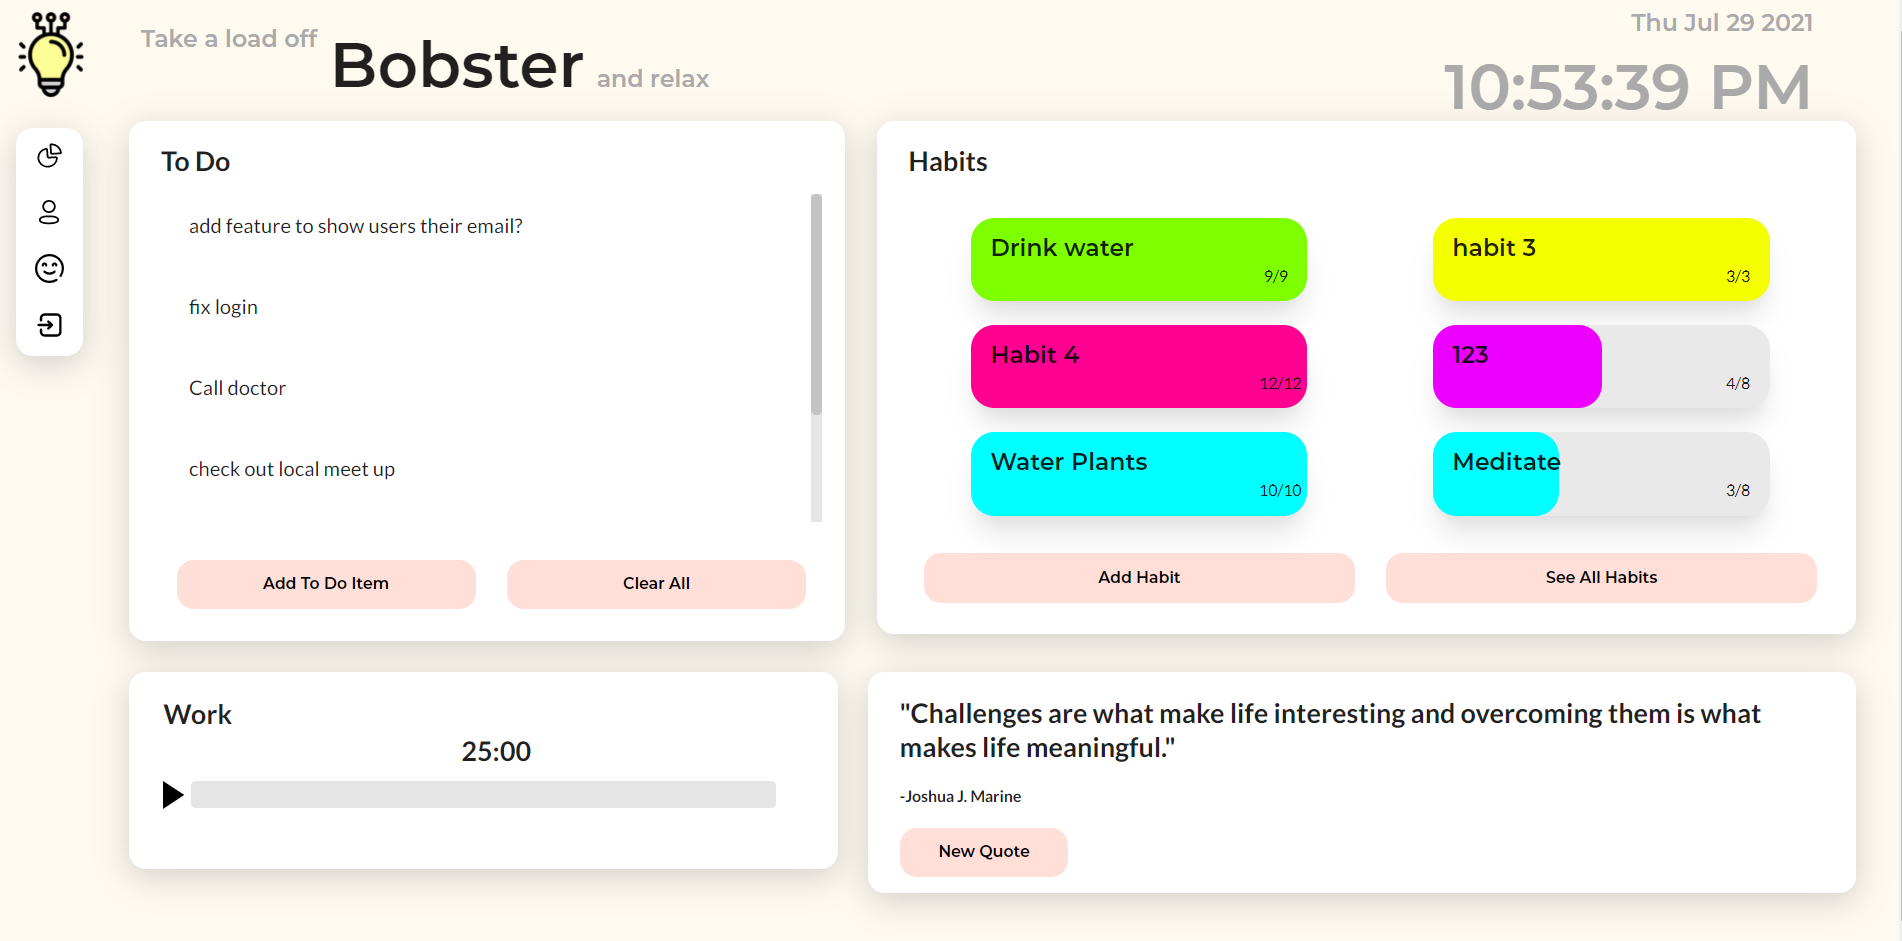 Take a load off Bobster and relax
Thu Jul 29 2021
10:53:39 PM
To Do
add feature to show users their email?
fix login
Call doctor
check out local meet up
Add To Do Item
Clear All
Habits
Drink water
9/9
habit 3
3/3
Habit 4
12/12
123
4/8
Water Plants
10/10
Meditate
3/8
Add Habit
See All Habits
Work
25:00
"Challenges are what make life interesting and overcoming them is what
makes life meaningful."
-Joshua J. Marine
New Quote